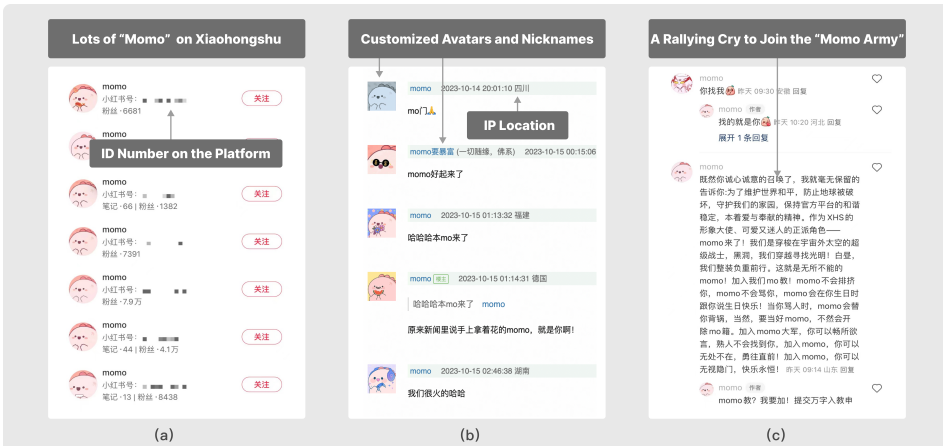 Lots of “Momo” on Xiaohongshu
momo
小红书号：
粉丝 · 6681
关注
momo
关注
ID Number on the Platform
momo
小红书号：
笔记 · 66 | 粉丝 · 1382
关注
momo
小红书号：
粉丝 · 7391
关注
momo
小红书号：
粉丝 · 7.9万
关注
momo
小红书号：
笔记 · 44 | 粉丝 · 4.1万
关注
momo
小红书号：
笔记 · 13 | 粉丝 · 8438
关注
(a)
Customized Avatars and Nicknames
momo 2023-10-14 20:01:10 四川
mo门🙏
IP Location
momo要暴富 (一切随缘，佛系) 2023-10-15 00:15:06
momo好起来了
momo 2023-10-15 01:13:32 福建
哈哈哈本mo来了
momo 楼主 2023-10-15 01:14:31 德国
哈哈哈本mo来了 momo
原来新闻里说手上拿着花的momo，就是你啊！
momo 2023-10-15 02:46:38 湖南
我们很火的哈哈
(b)
A Rallying Cry to Join the “Momo Army”
momo
你找我 昨天 09:30 安徽 回复
momo 作者
我的就是你 昨天 10:20 河北 回复
展开 1 条回复
momo
既然你诚心诚意的召唤了，我就毫无保留的
告诉你:为了维护世界和平，防止地球被破
坏，守护我们的家园，保持官方平台的和谐
稳定，本着爱与奉献的精神。作为XHS的
形象大使、可爱又迷人的正派角色——
momo来了！我们是穿梭在宇宙外太空的超
级战士，黑洞，我们穿越寻找光明！白昼，
我们整装负重前行。这就是无所不能的
momo！加入我们mo教！momo不会排挤
你，momo不会骂你，momo会在你生日时
跟你说生日快乐！当你骂人时，momo会替
你背锅，当然，要当好momo，不然会开
除mo籍。加入momo大军，你可以畅所欲
言，熟人不会找到你，加入momo，你可以
无处不在，勇往直前！加入momo，你可以
无视隐门，快乐永恒！ 昨天 09:14 山东 回复
momo 作者
momo教？我要加！提交万字入教申
(c)